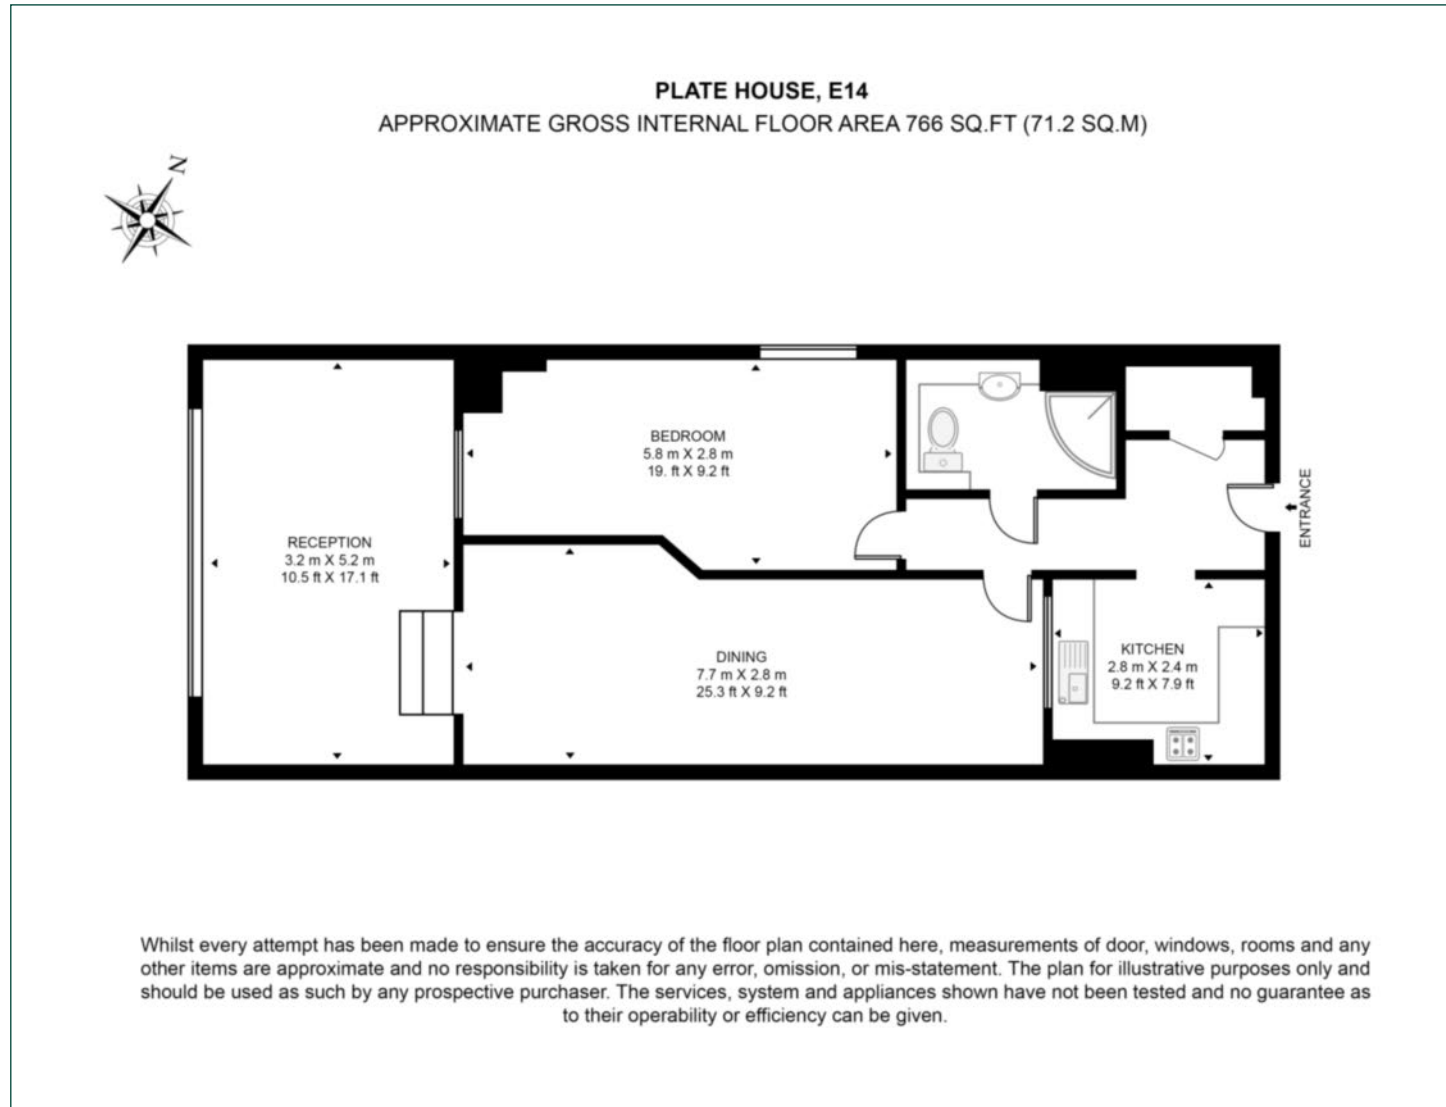 PLATE HOUSE, E14
APPROXIMATE GROSS INTERNAL FLOOR AREA 766 SQ.FT (71.2 SQ.M)
N
BEDROOM
5.8 m X 2.8 m
19. ft X 9.2 ft
RECEPTION
3.2 m X 5.2 m
10.5 ft X 17.1 ft
ENTRANCE
DINING
7.7 m X 2.8 m
25.3 ft X 9.2 ft
KITCHEN
2.8 m X 2.4 m
9.2 ft X 7.9 ft
Whilst every attempt has been made to ensure the accuracy of the floor plan contained here, measurements of door, windows, rooms and any
other items are approximate and no responsibility is taken for any error, omission, or mis-statement. The plan for illustrative purposes only and
should be used as such by any prospective purchaser. The services, system and appliances shown have not been tested and no guarantee as
to their operability or efficiency can be given.